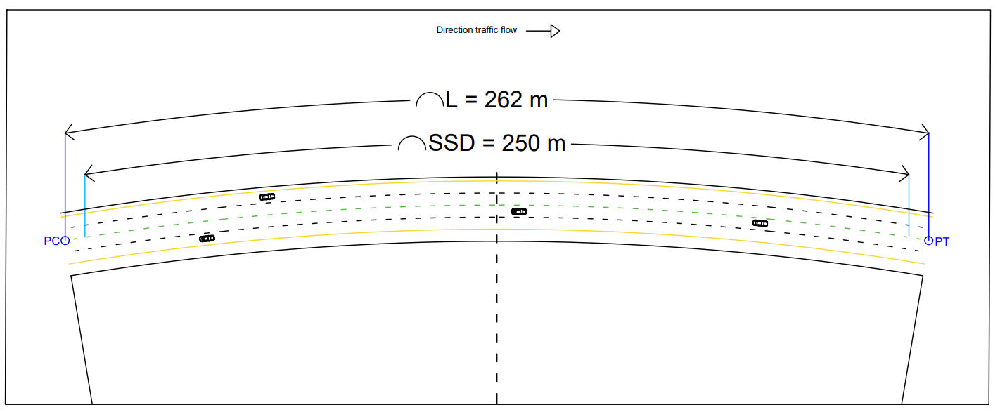 Direction traffic flow
L = 262 m
SSD = 250 m
PC
PT